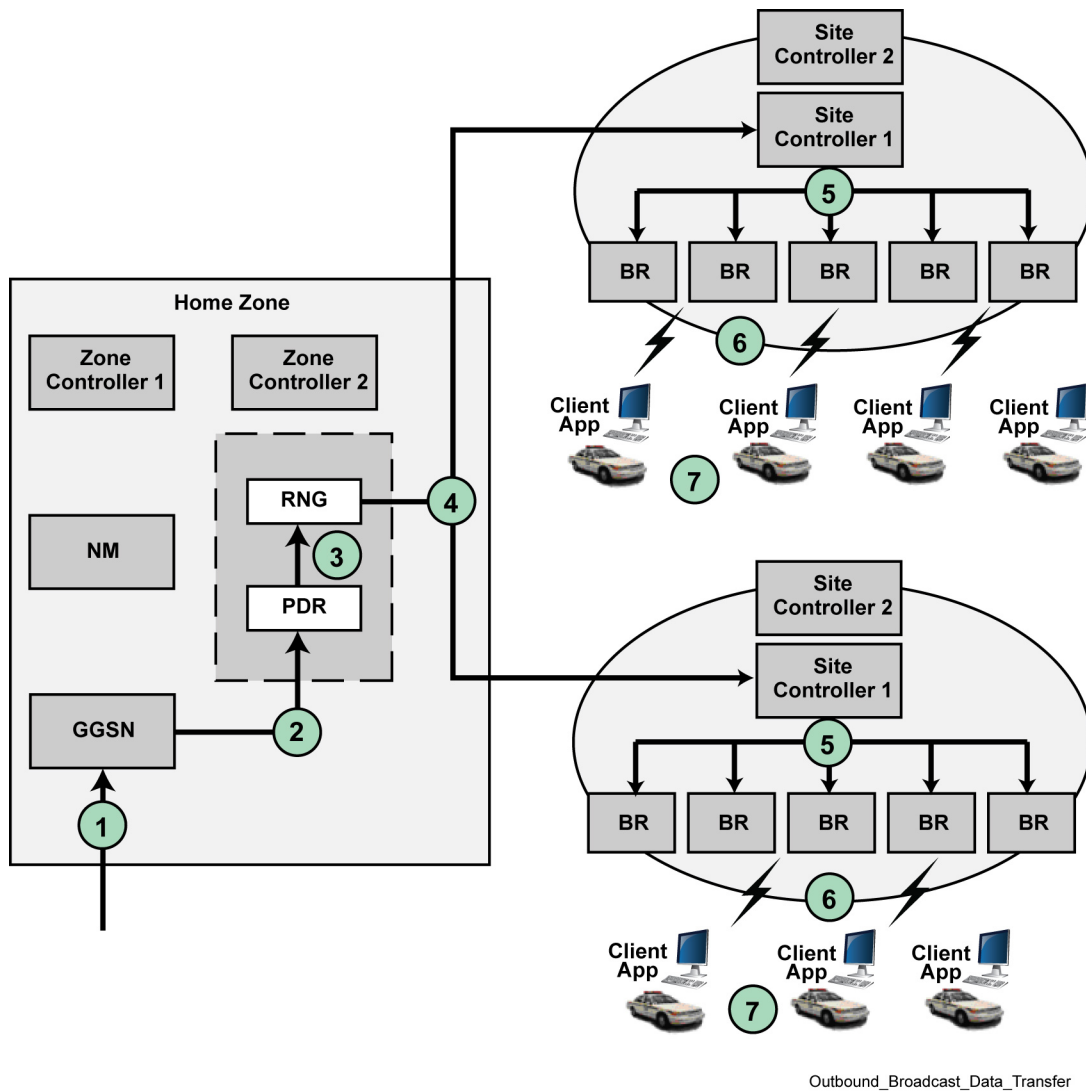 Site
Controller 2
Site
Controller 1
5
BR
BR
BR
BR
BR
6
Client
App
Client
App
Client
App
Client
App
7
Home Zone
Zone
Controller 1
Zone
Controller 2
RNG
4
NM
3
PDR
GGSN
2
1
Site
Controller 2
Site
Controller 1
5
BR
BR
BR
BR
BR
6
Client
App
Client
App
Client
App
7
Outbound_Broadcast_Data_Transfer